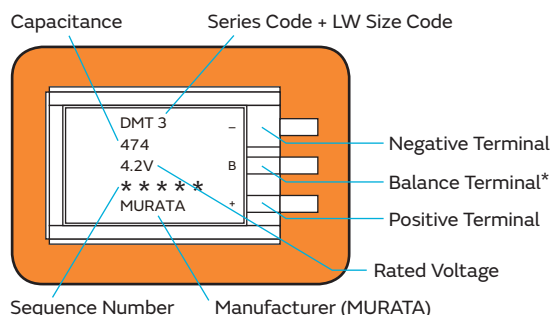 Capacitance
Series Code + LW Size Code
DMT 3
474
4.2V
*****
MURATA
−
B
+
Negative Terminal
Balance Terminal*
Positive Terminal
Rated Voltage
Sequence Number
Manufacturer (MURATA)